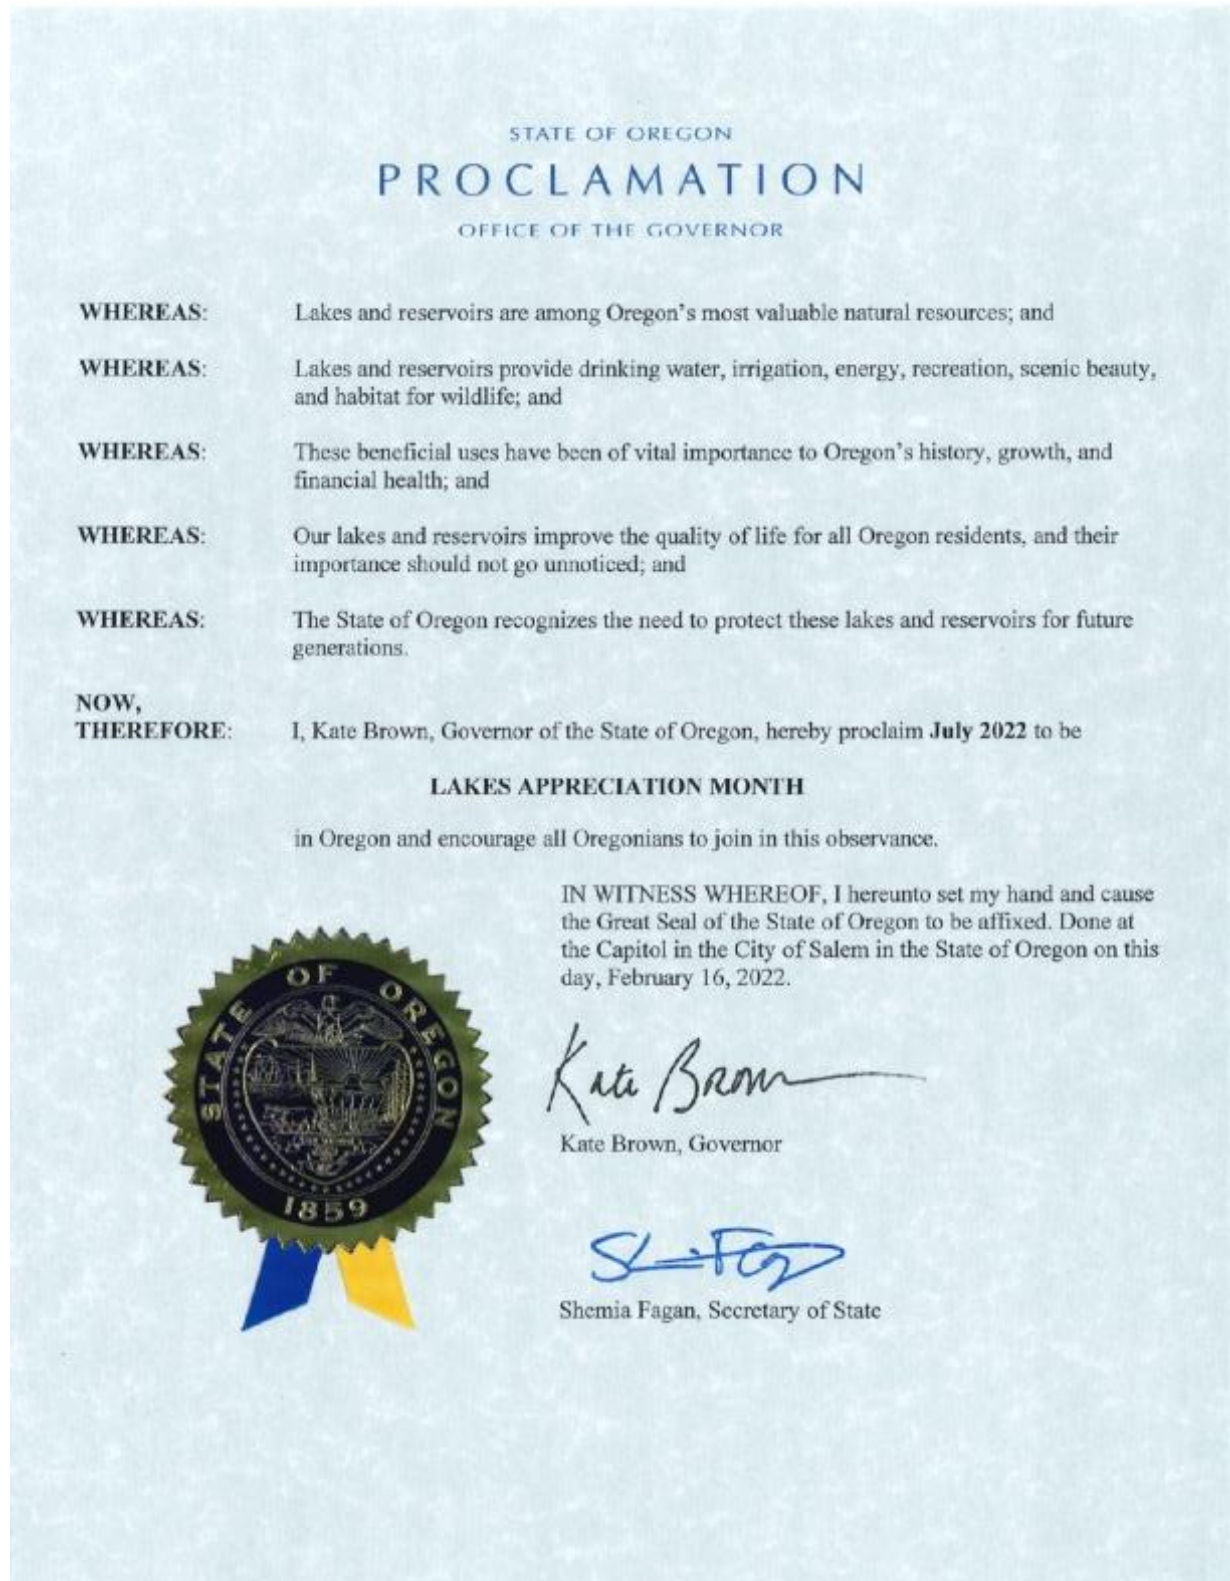 STATE OF OREGON
PROCLAMATION
OFFICE OF THE GOVERNOR
WHEREAS: Lakes and reservoirs are among Oregon's most valuable natural resources; and
WHEREAS: Lakes and reservoirs provide drinking water, irrigation, energy, recreation, scenic beauty,
and habitat for wildlife; and
WHEREAS: These beneficial uses have been of vital importance to Oregon's history, growth, and
financial health; and
WHEREAS: Our lakes and reservoirs improve the quality of life for all Oregon residents, and their
importance should not go unnoticed; and
WHEREAS: The State of Oregon recognizes the need to protect these lakes and reservoirs for future
generations.
NOW,
THEREFORE: I, Kate Brown, Governor of the State of Oregon, hereby proclaim July 2022 to be
LAKES APPRECIATION MONTH
in Oregon and encourage all Oregonians to join in this observance.
IN WITNESS WHEREOF, I hereunto set my hand and cause
the Great Seal of the State of Oregon to be affixed. Done at
the Capitol in the City of Salem in the State of Oregon on this
day, February 16, 2022.
STATE OF OREGON
1859
Kate Brown
Kate Brown, Governor
Shemia Fagan, Secretary of State